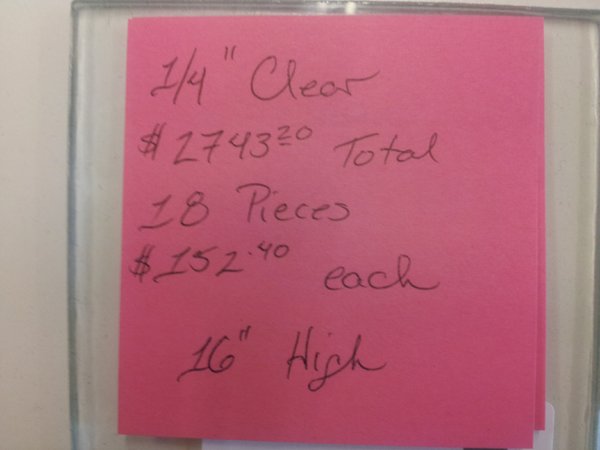 1/4" Clear
$2743 20 Total
18 Pieces
$152.40 each
16" High